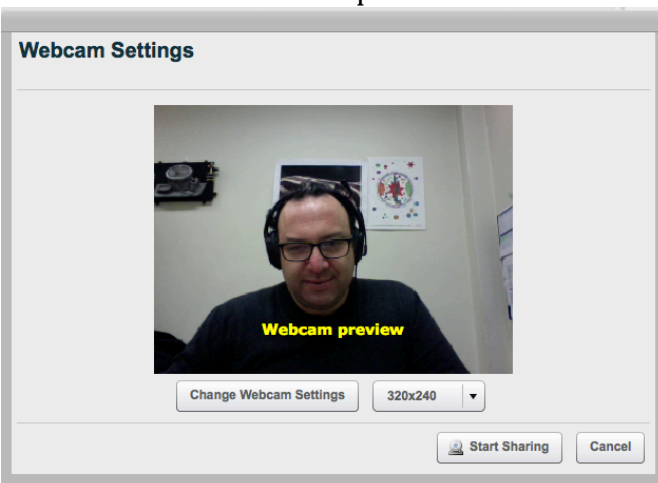 Webcam Settings
Webcam preview
Change Webcam Settings
320x240
Start Sharing
Cancel